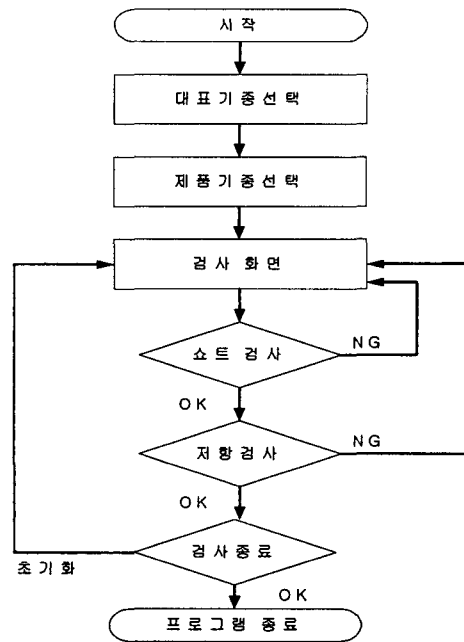 시작
대표기종선택
제품기종선택
검사 화면
쇼트 검사
NG
OK
저항검사
NG
OK
검사종료
초기화
OK
프로그램 종료